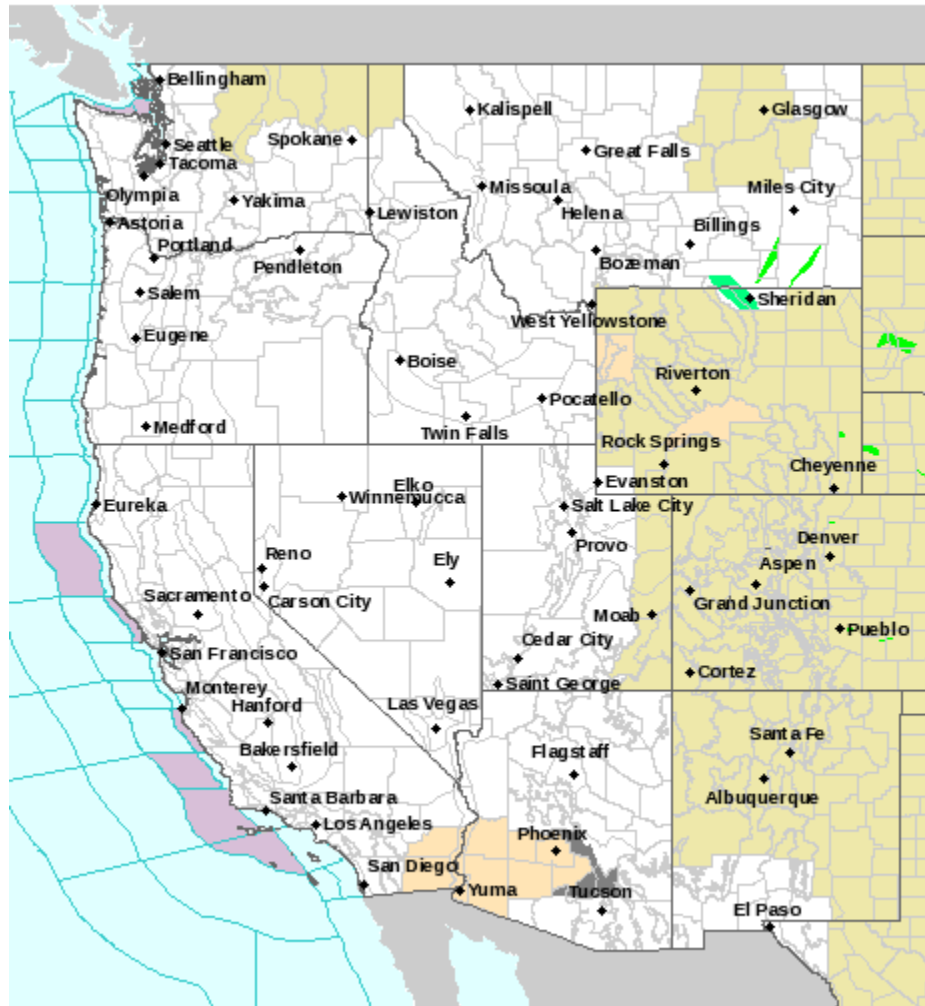 Bellingham
Kalispell
Glasgow
Seattle
Spokane
Great Falls
Tacoma
Olympia
Missoula
Miles City
Yakima
Helena
Lewiston
Astoria
Billings
Portland
Bozeman
Pendleton
Salem
Sheridan
West Yellowstone
Eugene
Boise
Riverton
Pocatello
Medford
Twin Falls
Rock Springs
Cheyenne
Elko
Evanston
Winnemucca
Eureka
Salt Lake City
Denver
Provo
Reno
Ely
Aspen
Sacramento
Carson City
Grand Junction
Moab
Pueblo
Cedar City
San Francisco
Cortez
Saint George
Monterey
Hanford
Las Vegas
Santa Fe
Bakersfield
Flagstaff
Albuquerque
Santa Barbara
Los Angeles
Phoenix
San Diego
Yuma
Tucson
El Paso